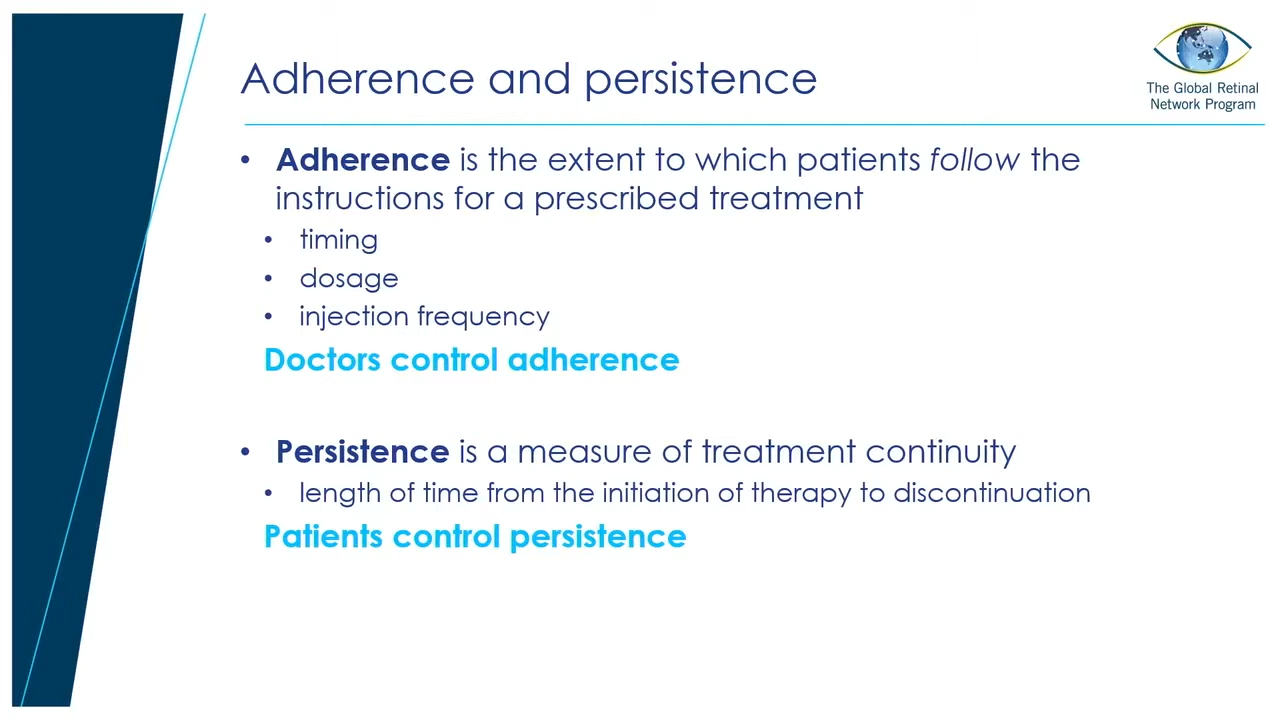 Adherence and persistence
The Global Retinal
Network Program
• Adherence is the extent to which patients follow the
instructions for a prescribed treatment
• timing
• dosage
• injection frequency
Doctors control adherence
• Persistence is a measure of treatment continuity
• length of time from the initiation of therapy to discontinuation
Patients control persistence